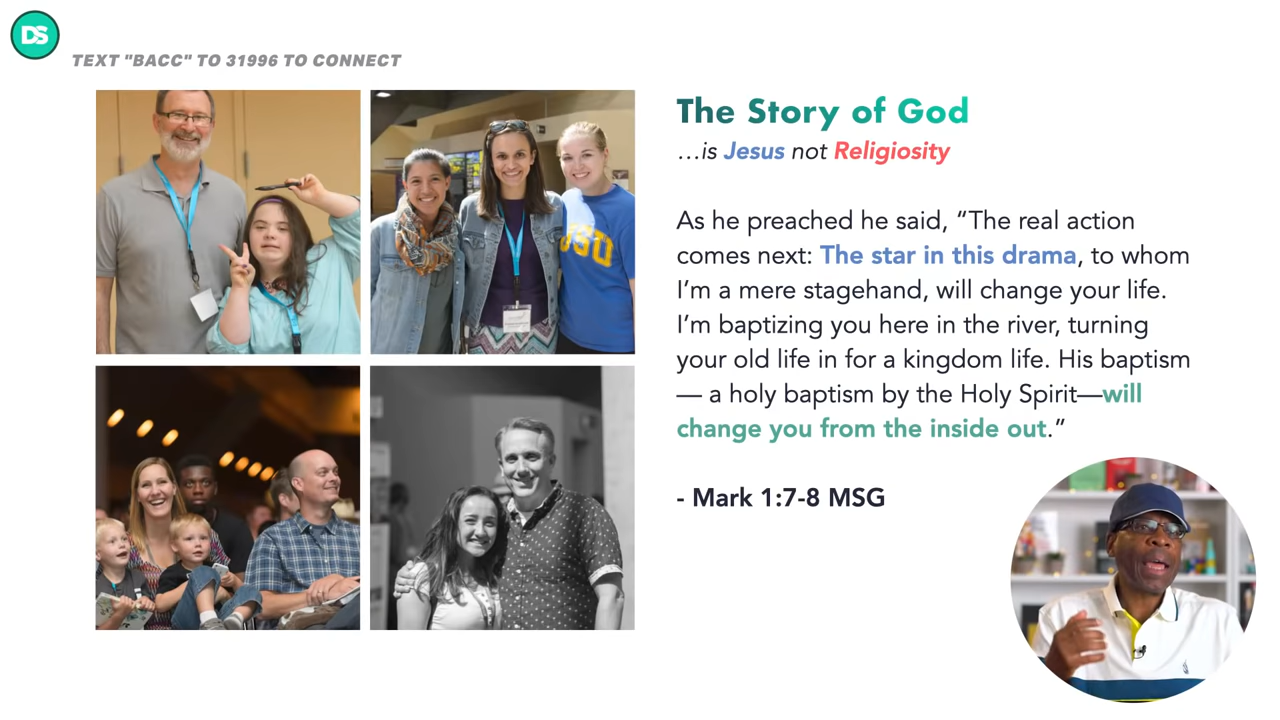 DS
TEXT "BACC" TO 31996 TO CONNECT
The Story of God
…is Jesus not Religiosity
As he preached he said, “The real action
comes next: The star in this drama, to whom
I’m a mere stagehand, will change your life.
I’m baptizing you here in the river, turning
your old life in for a kingdom life. His baptism
— a holy baptism by the Holy Spirit—will
change you from the inside out.”
- Mark 1:7-8 MSG